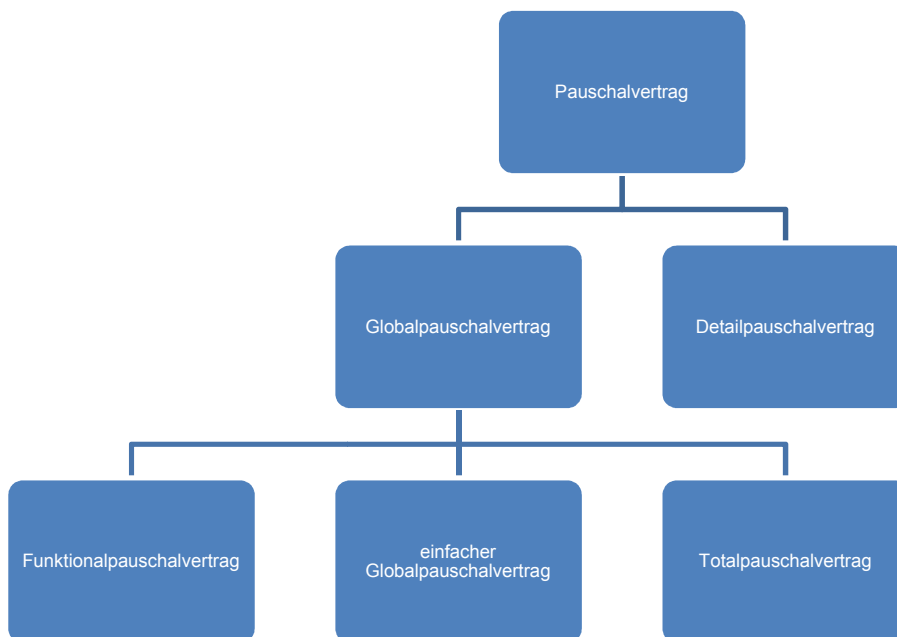 Pauschalvertrag
Globalpauschalvertrag
Detailpauschalvertrag
Funktionalpauschalvertrag
einfacher
Globalpauschalvertrag
Totalpauschalvertrag